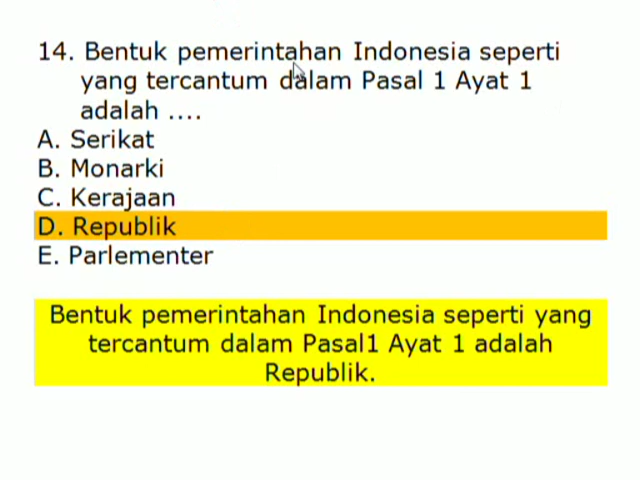 14. Bentuk pemerintahan Indonesia seperti
yang tercantum dalam Pasal 1 Ayat 1
adalah ....
A. Serikat
B. Monarki
C. Kerajaan
D. Republik
E. Parlementer
Bentuk pemerintahan Indonesia seperti yang
tercantum dalam Pasal1 Ayat 1 adalah
Republik.